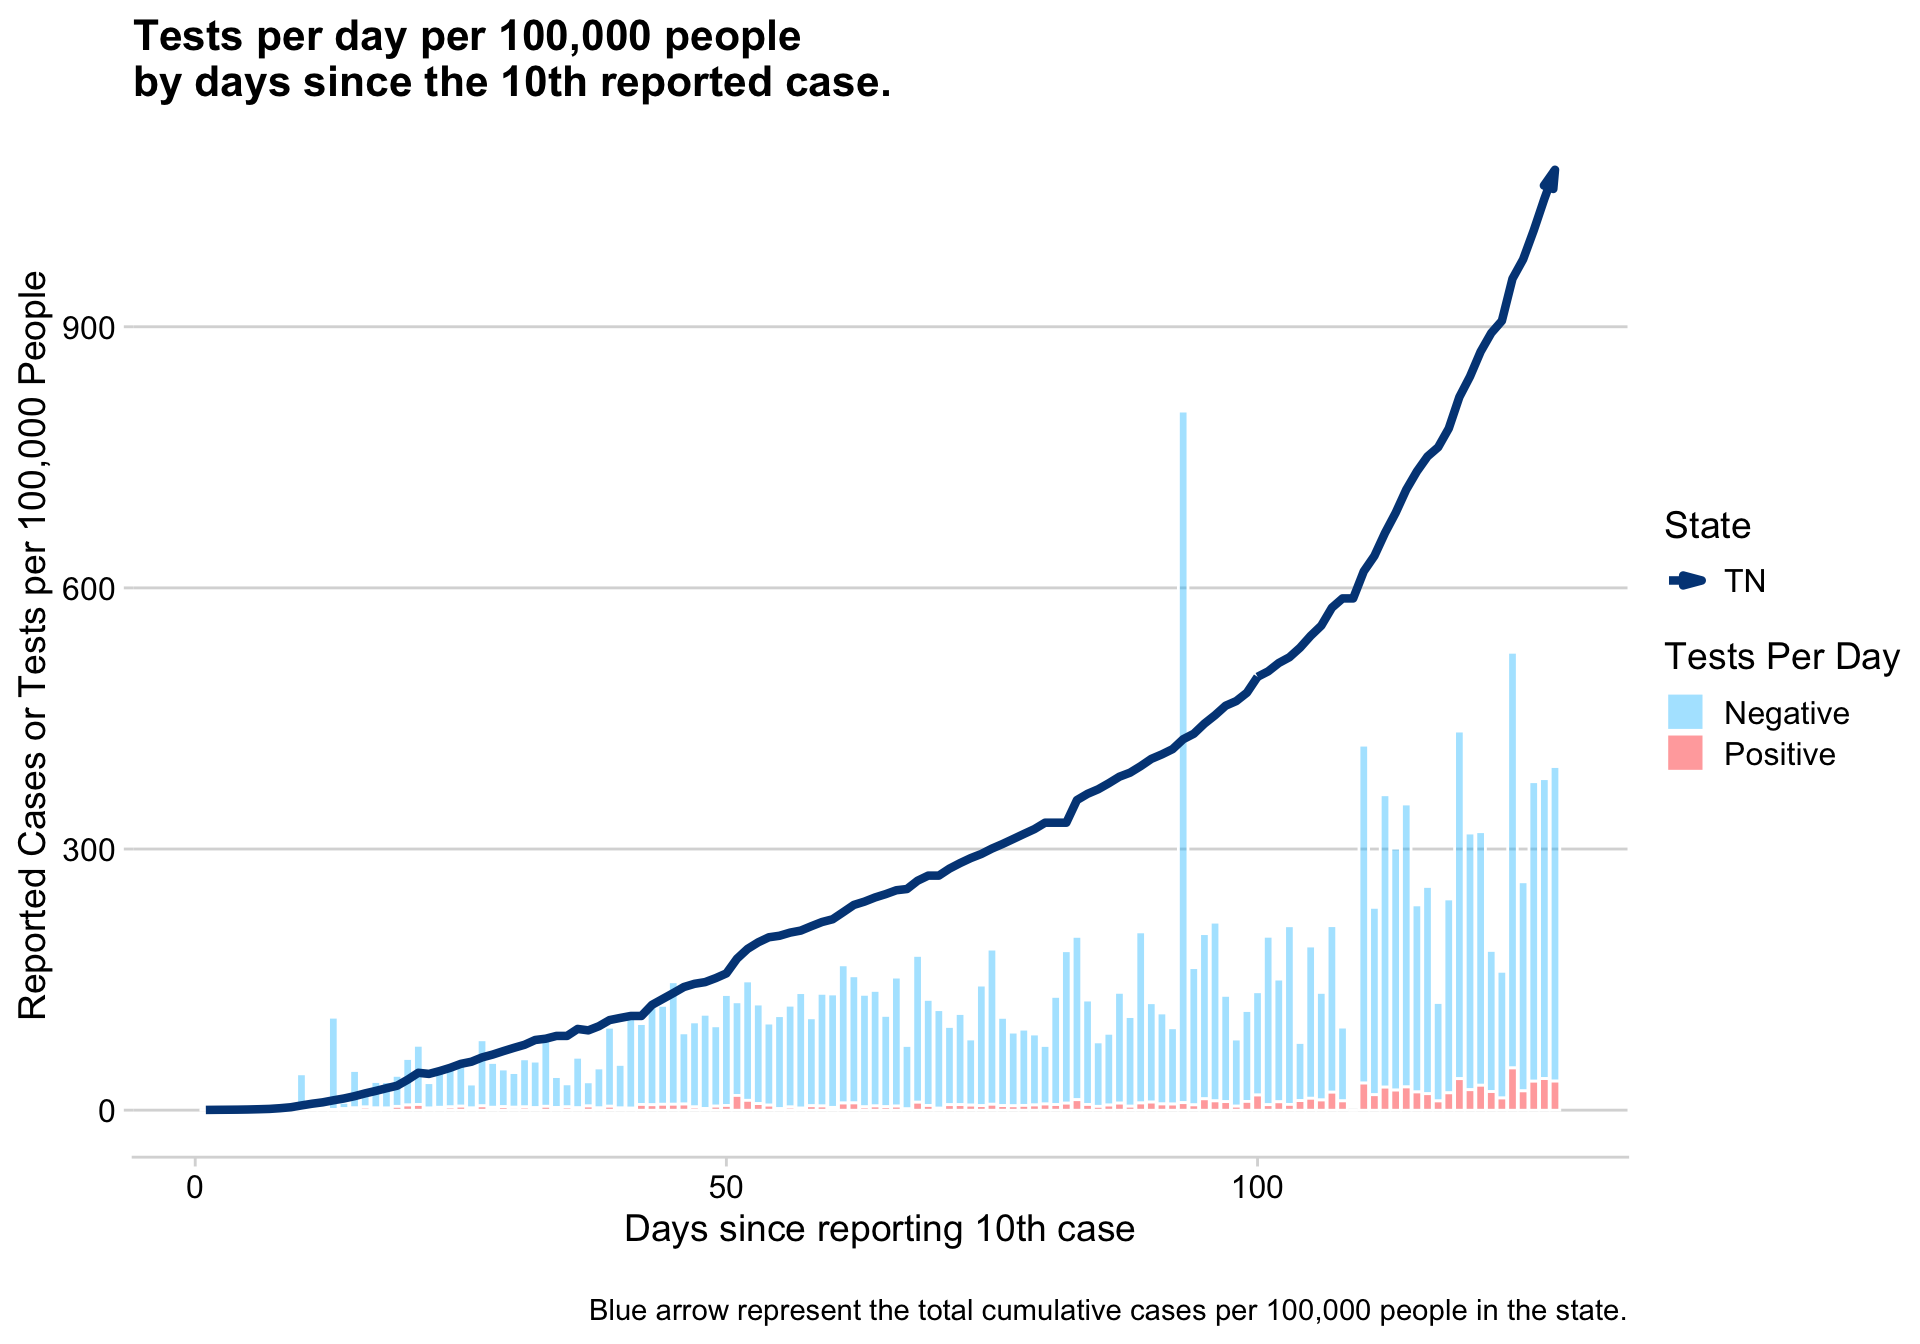 Tests per day per 100,000 people
by days since the 10th reported case.
Reported Cases or Tests per 100,000 People
900
600
300
0
0
50
100
Days since reporting 10th case
State
TN
Tests Per Day
Negative
Positive
Blue arrow represent the total cumulative cases per 100,000 people in the state.